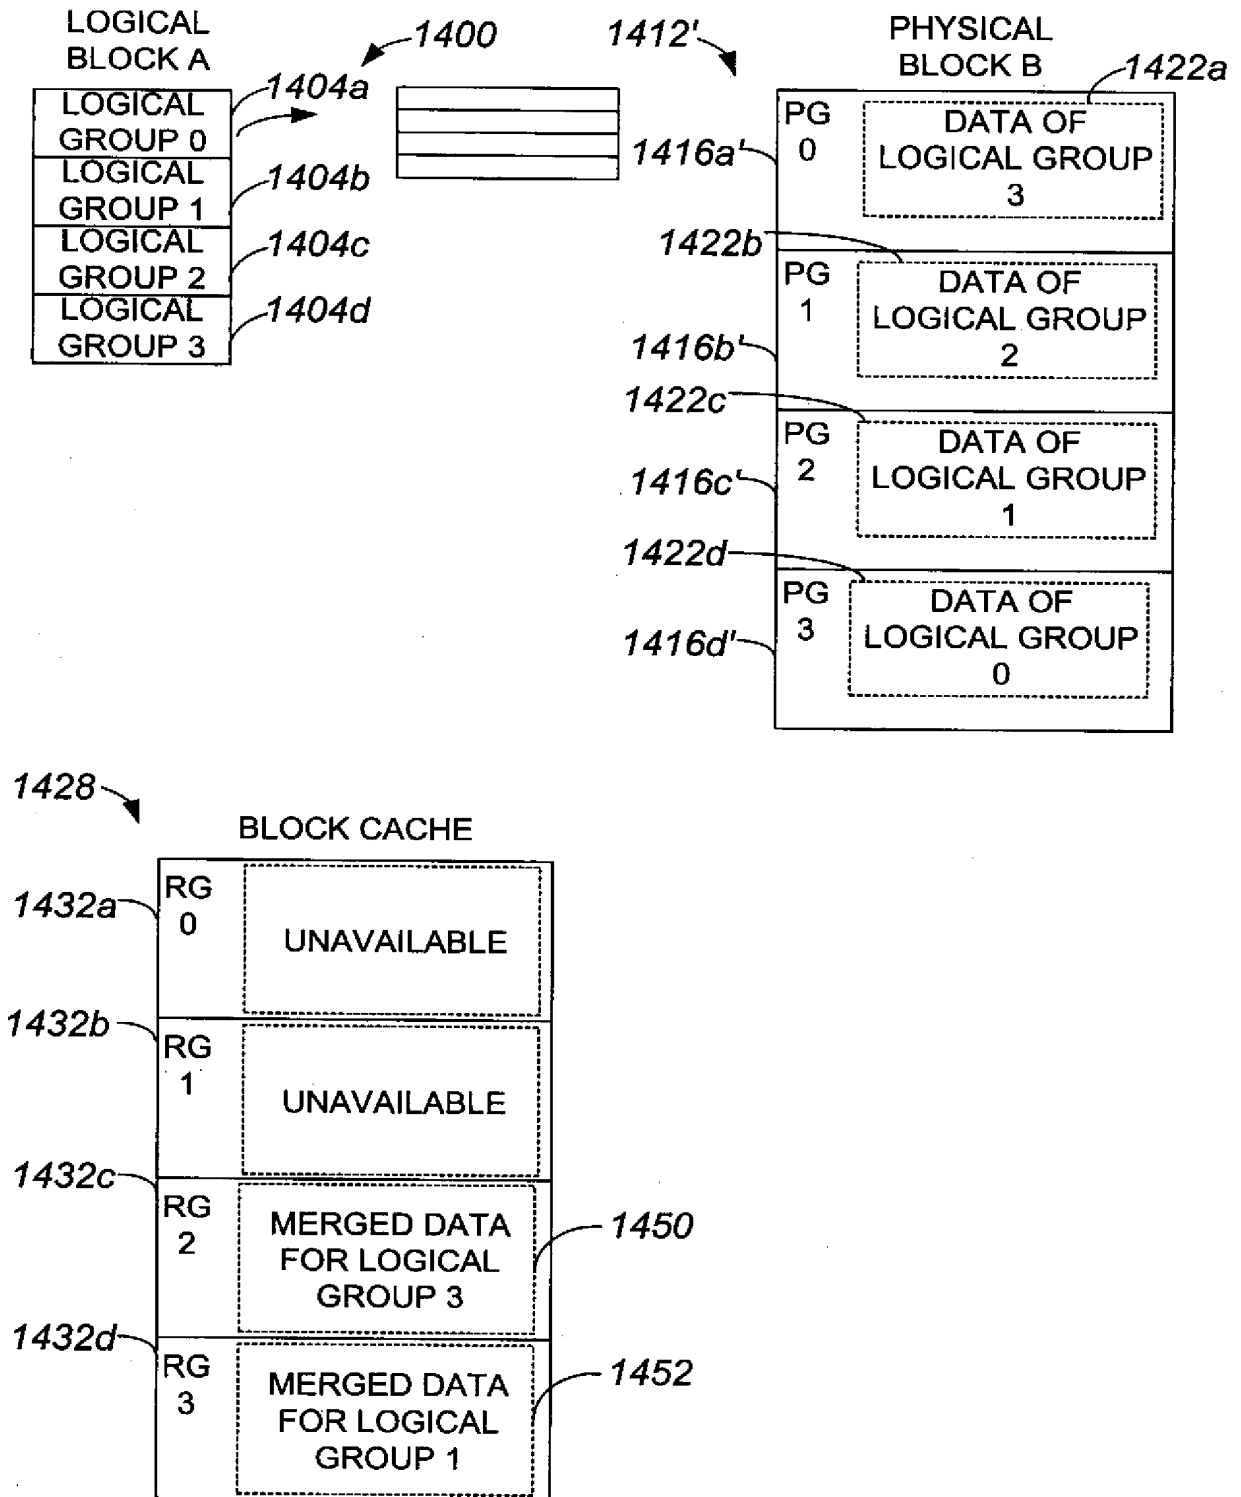 LOGICAL
BLOCK A
1400
1412'
PHYSICAL
BLOCK B
1422a
LOGICAL
GROUP 0
1404a
LOGICAL
GROUP 1
1404b
LOGICAL
GROUP 2
1404c
LOGICAL
GROUP 3
1404d
PG
0
DATA OF
LOGICAL GROUP
3
1416a'
1422b
PG
1
DATA OF
LOGICAL GROUP
2
1416b'
1422c
PG
2
DATA OF
LOGICAL GROUP
1
1416c'
1422d
PG
3
DATA OF
LOGICAL GROUP
0
1416d'
1428
BLOCK CACHE
1432a
RG
0
UNAVAILABLE
1432b
RG
1
UNAVAILABLE
1432c
RG
2
MERGED DATA
FOR LOGICAL
GROUP 3
1450
1432d
RG
3
MERGED DATA
FOR LOGICAL
GROUP 1
1452